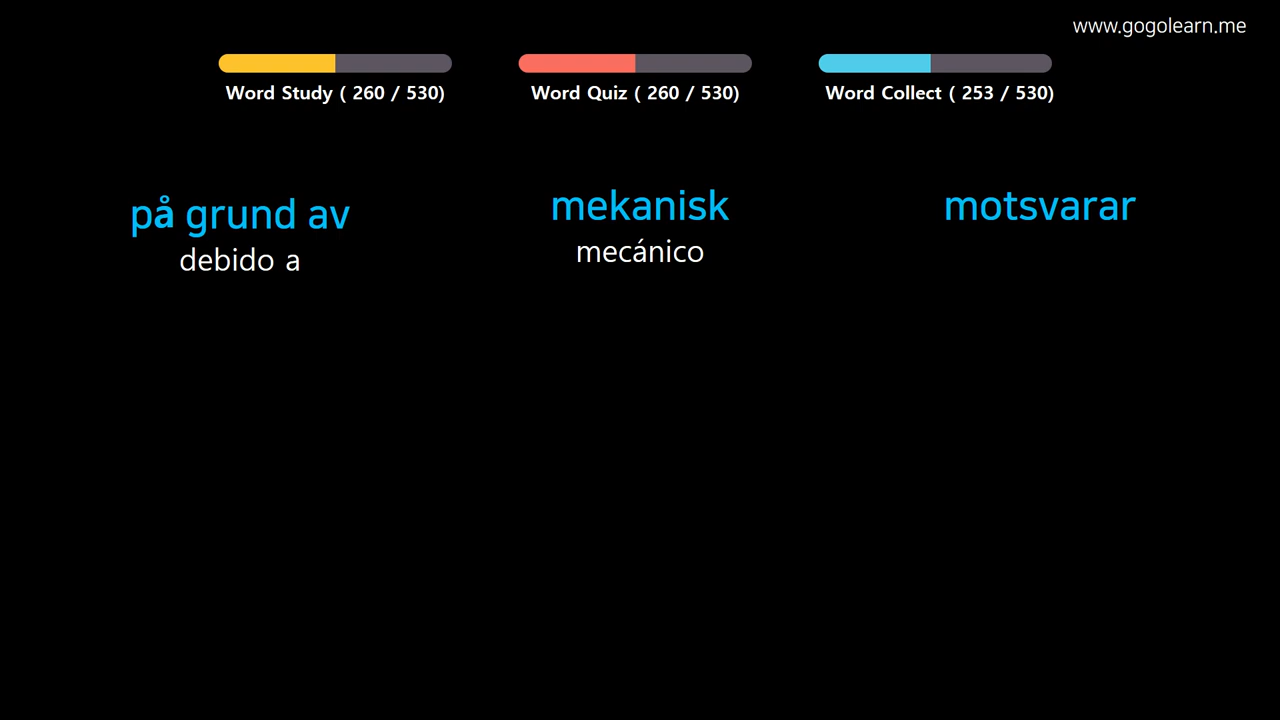 www.gogolearn.me
Word Study ( 260 / 530)
Word Quiz ( 260 / 530)
Word Collect ( 253 / 530)
på grund av
debido a
mekanisk
mecánico
motsvarar